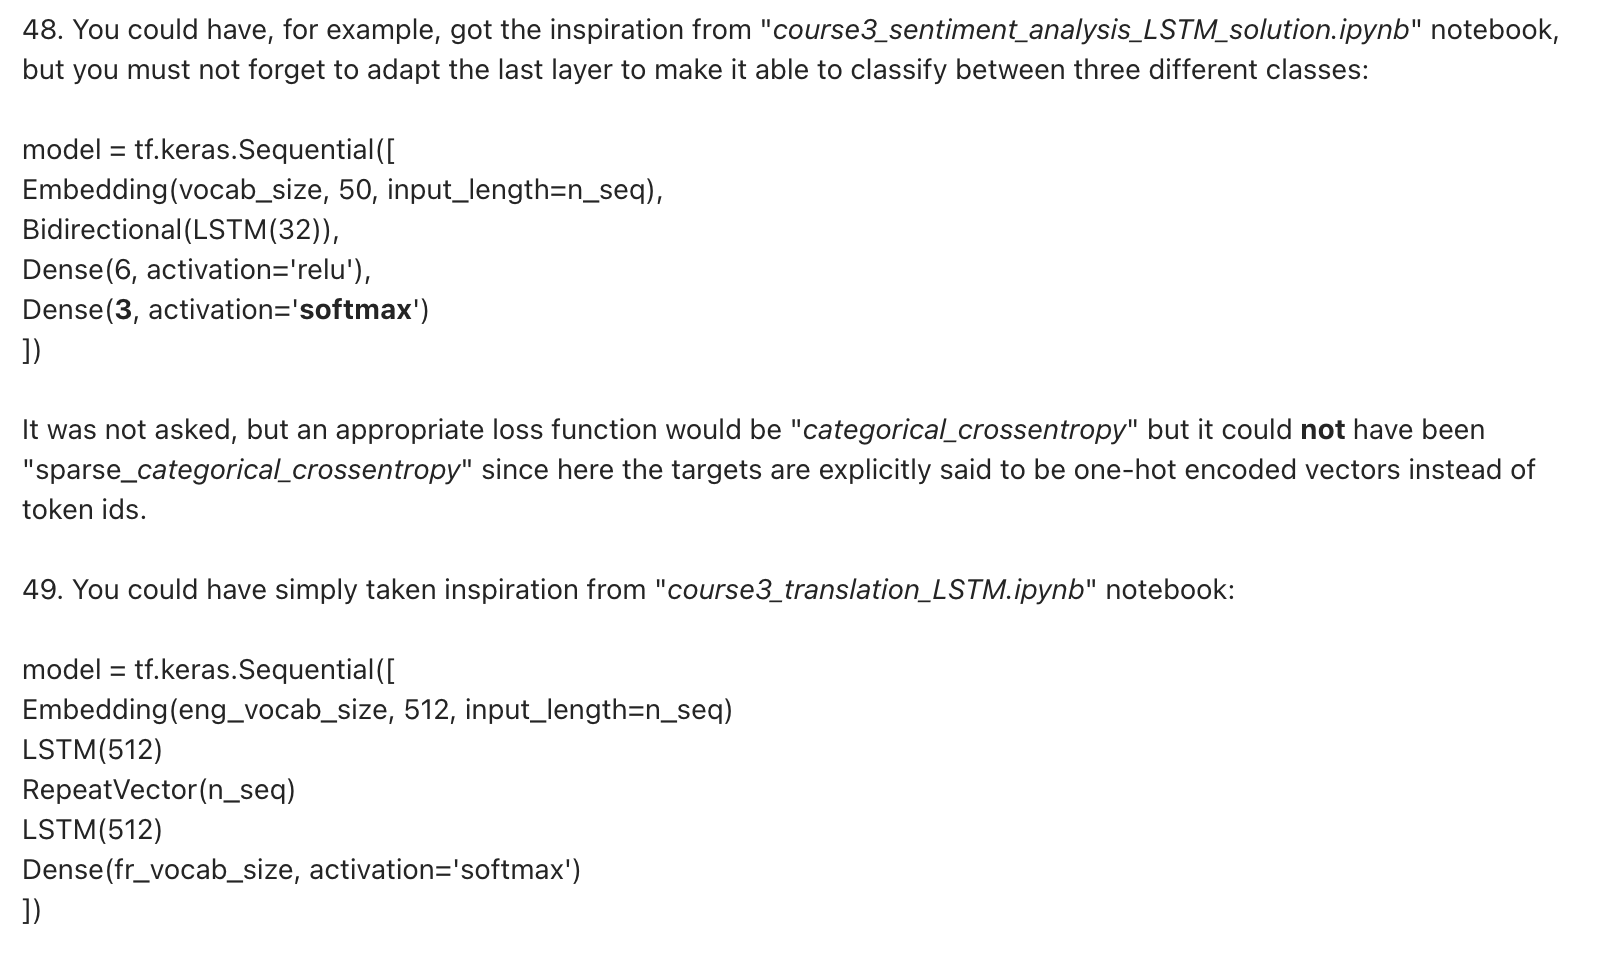 48. You could have, for example, got the inspiration from "course3_sentiment_analysis_LSTM_solution.ipynb" notebook,
but you must not forget to adapt the last layer to make it able to classify between three different classes:
model = tf.keras.Sequential([
Embedding(vocab_size, 50, input_length=n_seq),
Bidirectional(LSTM(32)),
Dense(6, activation='relu'),
Dense(3, activation='softmax')
])
It was not asked, but an appropriate loss function would be "categorical_crossentropy" but it could not have been
"sparse_categorical_crossentropy" since here the targets are explicitly said to be one-hot encoded vectors instead of
token ids.
49. You could have simply taken inspiration from "course3_translation_LSTM.ipynb" notebook:
model = tf.keras.Sequential([
Embedding(eng_vocab_size, 512, input_length=n_seq)
LSTM(512)
RepeatVector(n_seq)
LSTM(512)
Dense(fr_vocab_size, activation='softmax')
])